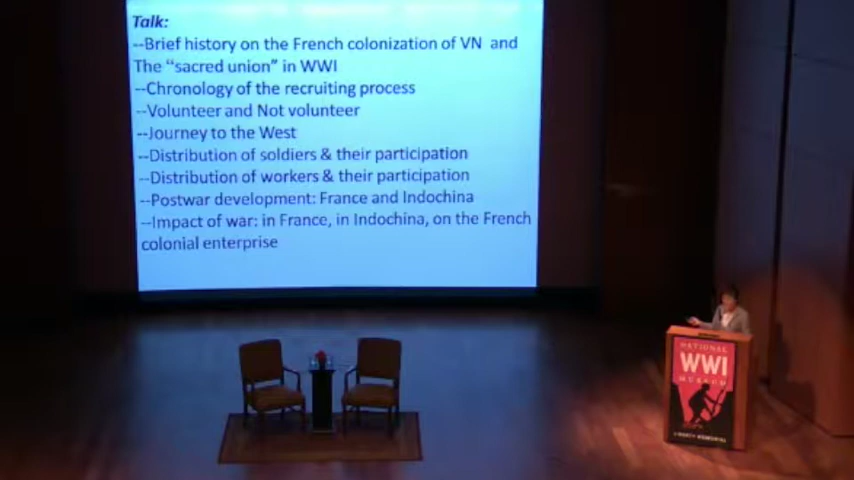 Talk:
--Brief history on the French colonization of VN and
The "sacred union" in WWI
--Chronology of the recruiting process
--Volunteer and Not volunteer
--Journey to the West
--Distribution of soldiers & their participation
--Distribution of workers & their participation
--Postwar development: France and Indochina
--Impact of war: in France, in Indochina, on the French
colonial enterprise
NATIONAL
WWI
MUSEUM
LIBERTY MEMORIAL